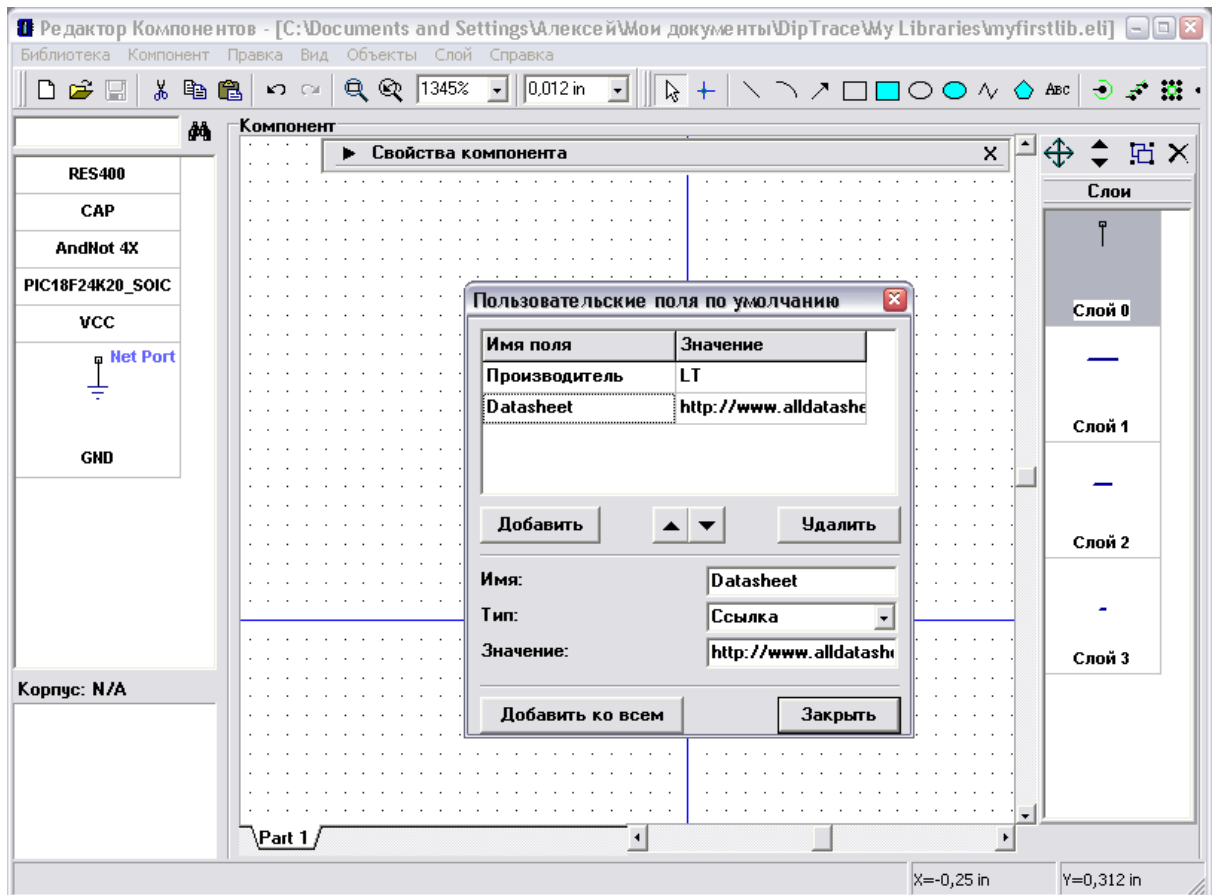 Редактор Компонентов - [C:\Documents and Settings\Алексей\Мои документы\DipTrace\My Libraries\myfirstlib.eli]
Библиотека Компонент Правка Вид Объекты Слой Справка
1345% 0,012 in ABC
Компонент
Свойства компонента X
RES400
CAP
AndNot 4X
PIC18F24K20_SOIC
VCC
Net Port
GND
Корпус: N/A
Пользовательские поля по умолчанию
Имя поля Значение
Производитель LT
Datasheet http://www.alldatashe
Добавить Удалить
Имя: Datasheet
Тип: Ссылка
Значение: http://www.alldatash
Добавить ко всем Закрыть
Слои
Слой 0
Слой 1
Слой 2
Слой 3
Part 1
X=-0,25 in Y=0,312 in